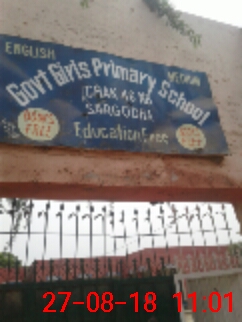 ENGLISH MEDIUM
Govt Girls Primary School
CHAK 46 NB
SARGODHA
BOOKS FREE
Education Free
27-08-18 11:01